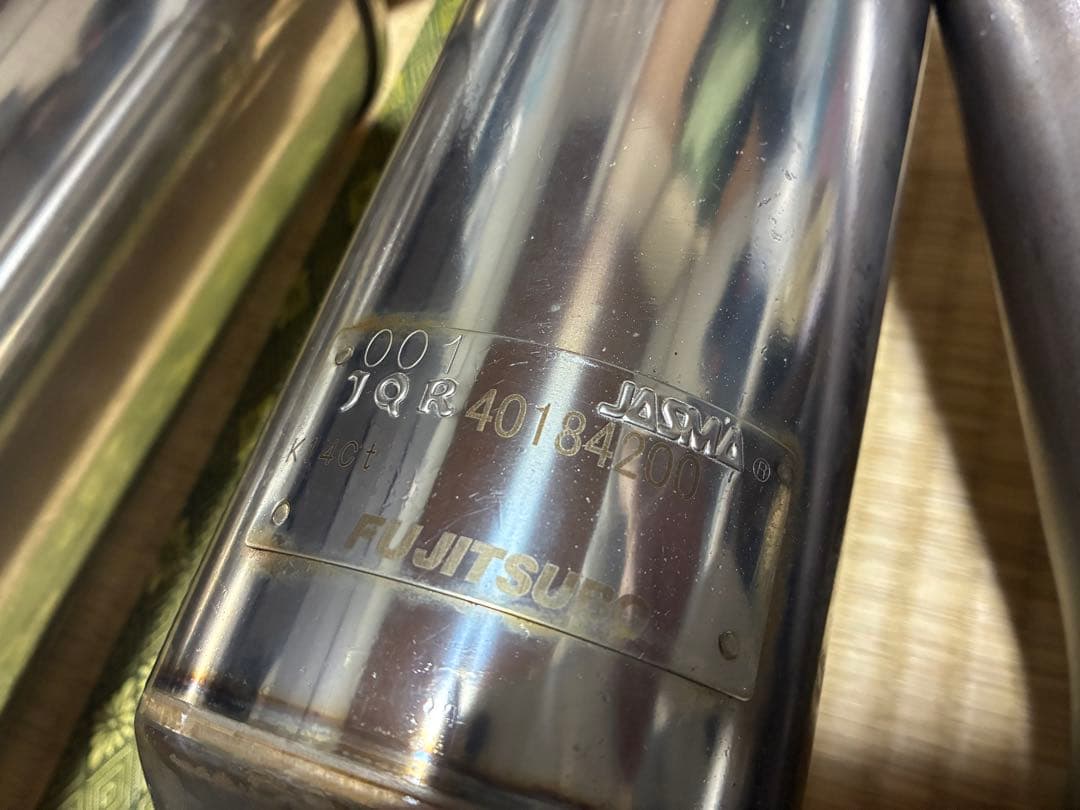 001
JQR 40184200 JASMA ®
K14Ct
FUJITSUBO